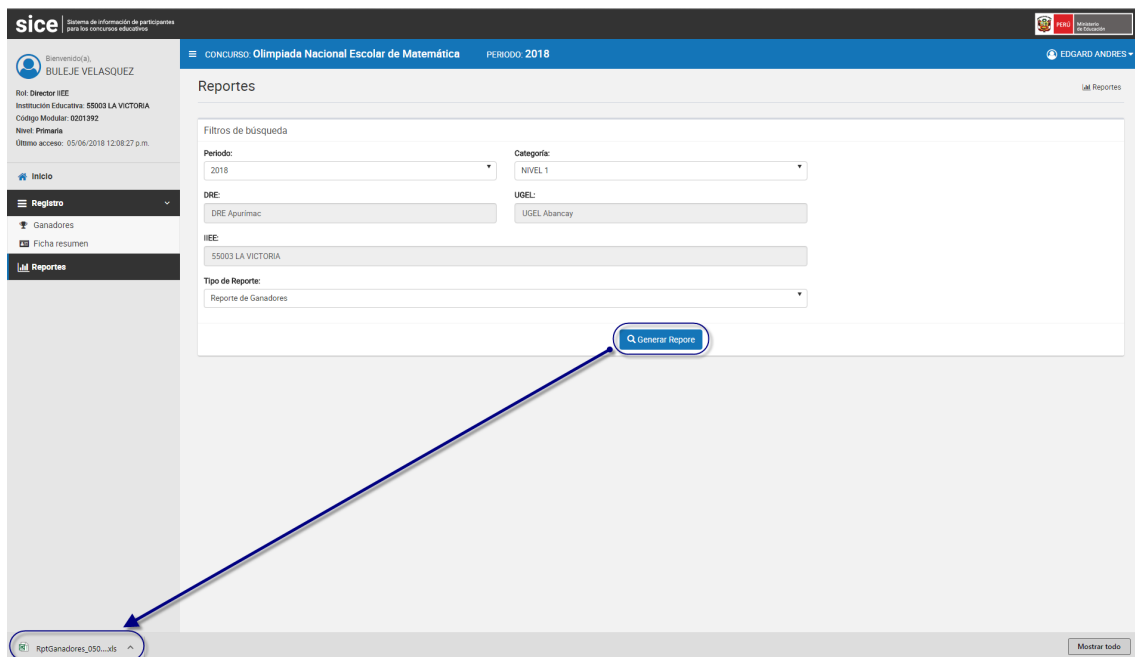 sice Sistema de información de participantes
para los concursos educativos
PERÚ Ministerio
de Educación
Bienvenido(a),
BULEJE VELASQUEZ
Rol: Director IIEE
Institución Educativa: 55003 LA VICTORIA
Código Modular: 0201392
Nivel: Primaria
Último acceso: 05/06/2018 12:08:27 p.m.
Inicio
Registro
Ganadores
Ficha resumen
Reportes
CONCURSO: Olimpiada Nacional Escolar de Matemática PERIODO: 2018
EDGARD ANDRES
Reportes
Reportes
Filtros de búsqueda
Periodo: Categoría:
2018 NIVEL 1
DRE: UGEL:
DRE Apurímac UGEL Abancay
IIEE:
55003 LA VICTORIA
Tipo de Reporte:
Reporte de Ganadores
Generar Repore
RptGanadores_050....xls
Mostrar todo